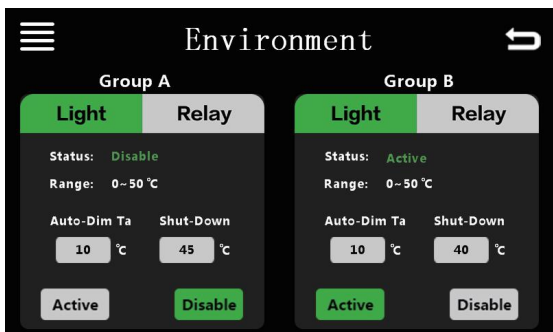 Environment
Group A
Light Relay
Status: Disable
Range: 0~50℃
Auto-Dim Ta Shut-Down
10 ℃ 45 ℃
Active Disable
Group B
Light Relay
Status: Active
Range: 0~50℃
Auto-Dim Ta Shut-Down
10 ℃ 40 ℃
Active Disable